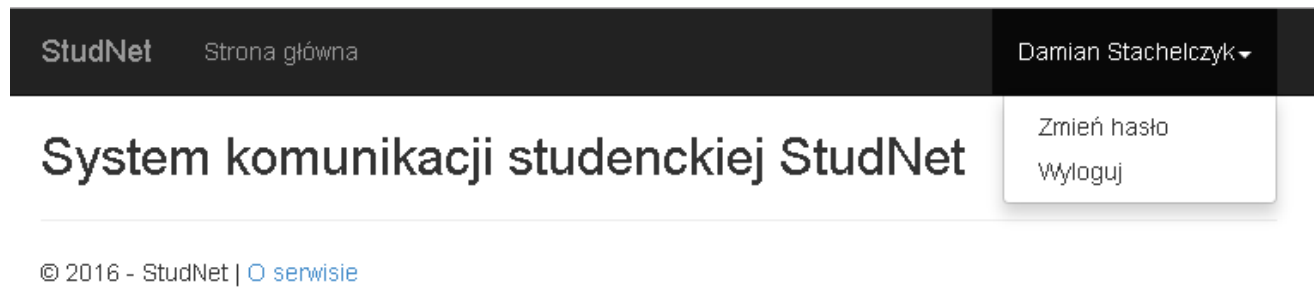 StudNet Strona główna Damian Stachelczyk
Zmień hasło
System komunikacji studenckiej StudNet
Wyloguj
© 2016 - StudNet | O serwisie